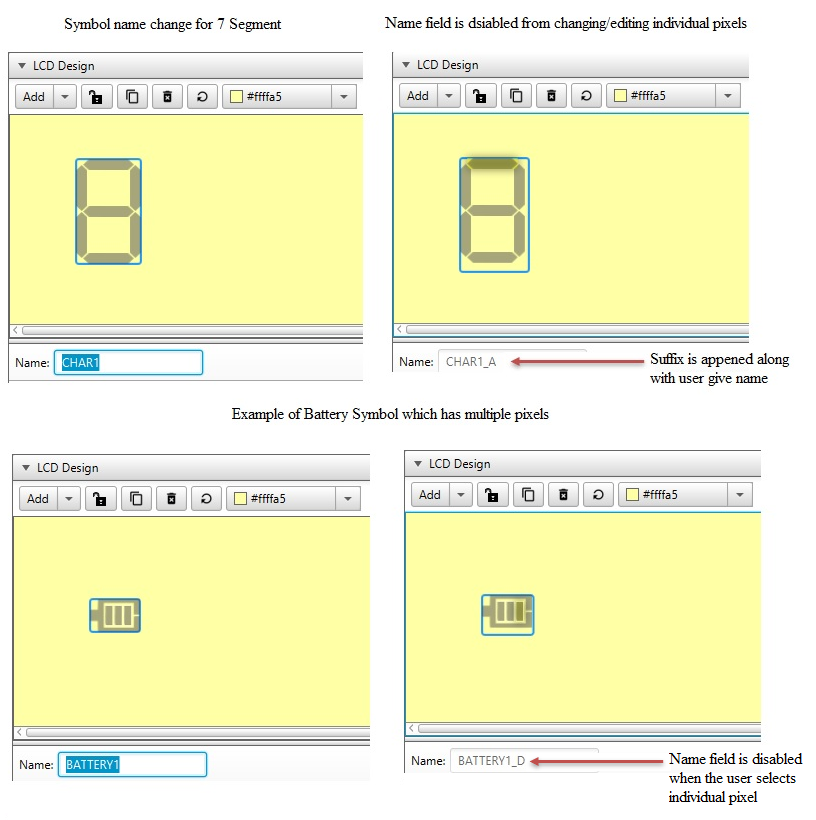 Symbol name change for 7 Segment
Name field is dsiabled from changing/editing individual pixels
LCD Design
Add
#ffffa5
Name: CHAR1
LCD Design
Add
#ffffa5
Name: CHAR1_A
Suffix is appened along
with user give name
Example of Battery Symbol which has multiple pixels
LCD Design
Add
#ffffa5
Name: BATTERY1
LCD Design
Add
#ffffa5
Name: BATTERY1_D
Name field is disabled
when the user selects
individual pixel